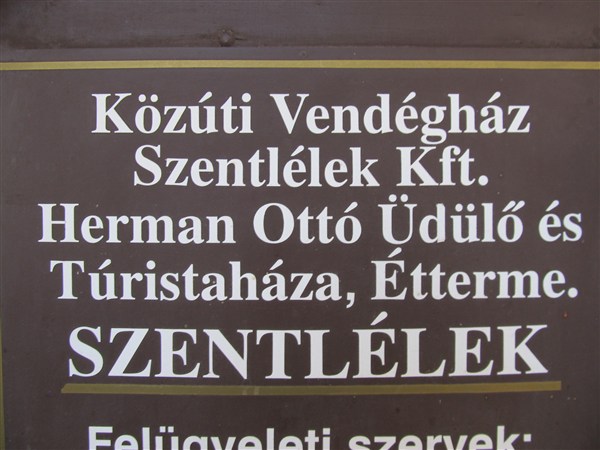 Közúti Vendégház
Szentlélek Kft.
Herman Ottó Üdülő és
Túristaháza, Étterme.
SZENTLÉLEK
Felügyeleti szervek: